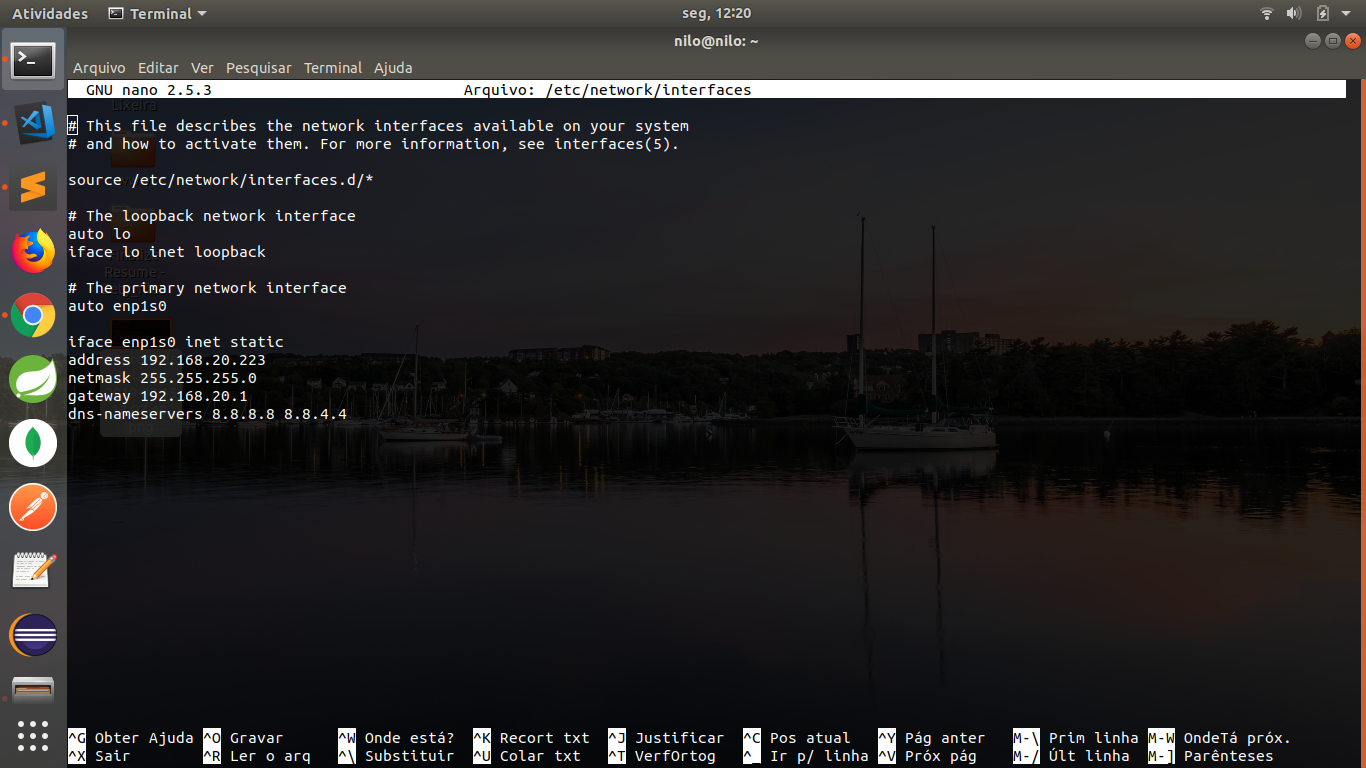 Atividades Terminal seg, 12:20
nilo@nilo: ~
Arquivo Editar Ver Pesquisar Terminal Ajuda
GNU nano 2.5.3 Arquivo: /etc/network/interfaces
Lixeira
# This file describes the network interfaces available on your system
# and how to activate them. For more information, see interfaces(5).
source /etc/network/interfaces.d/*
# The loopback network interface
auto lo
iface lo inet loopback
Resume -
# The primary network interface
auto enp1s0
iface enp1s0 inet static
address 192.168.20.223
netmask 255.255.255.0
gateway 192.168.20.1
dns-nameservers 8.8.8.8 8.8.4.4
^G Obter Ajuda ^O Gravar ^W Onde está? ^K Recort txt ^J Justificar ^C Pos atual ^Y Pág anter M-\ Prim linha M-W OndeTá próx.
^X Sair ^R Ler o arq ^\ Substituir ^U Colar txt ^T VerfOrtog ^_ Ir p/ linha ^V Próx pág M-/ Últ linha M-] Parênteses